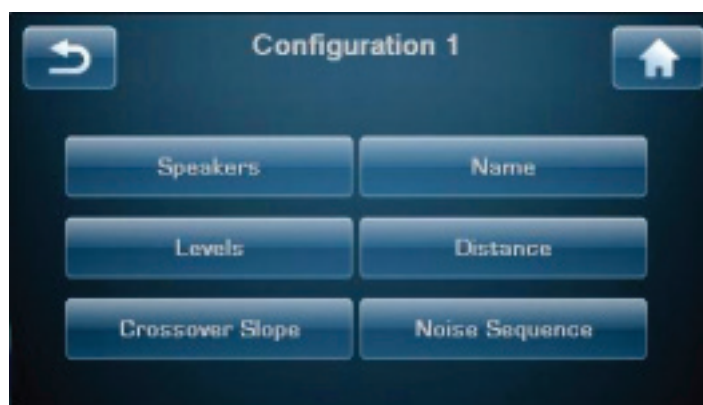 Configuration 1
Speakers
Name
Levels
Distance
Crossover Slope
Noise Sequence